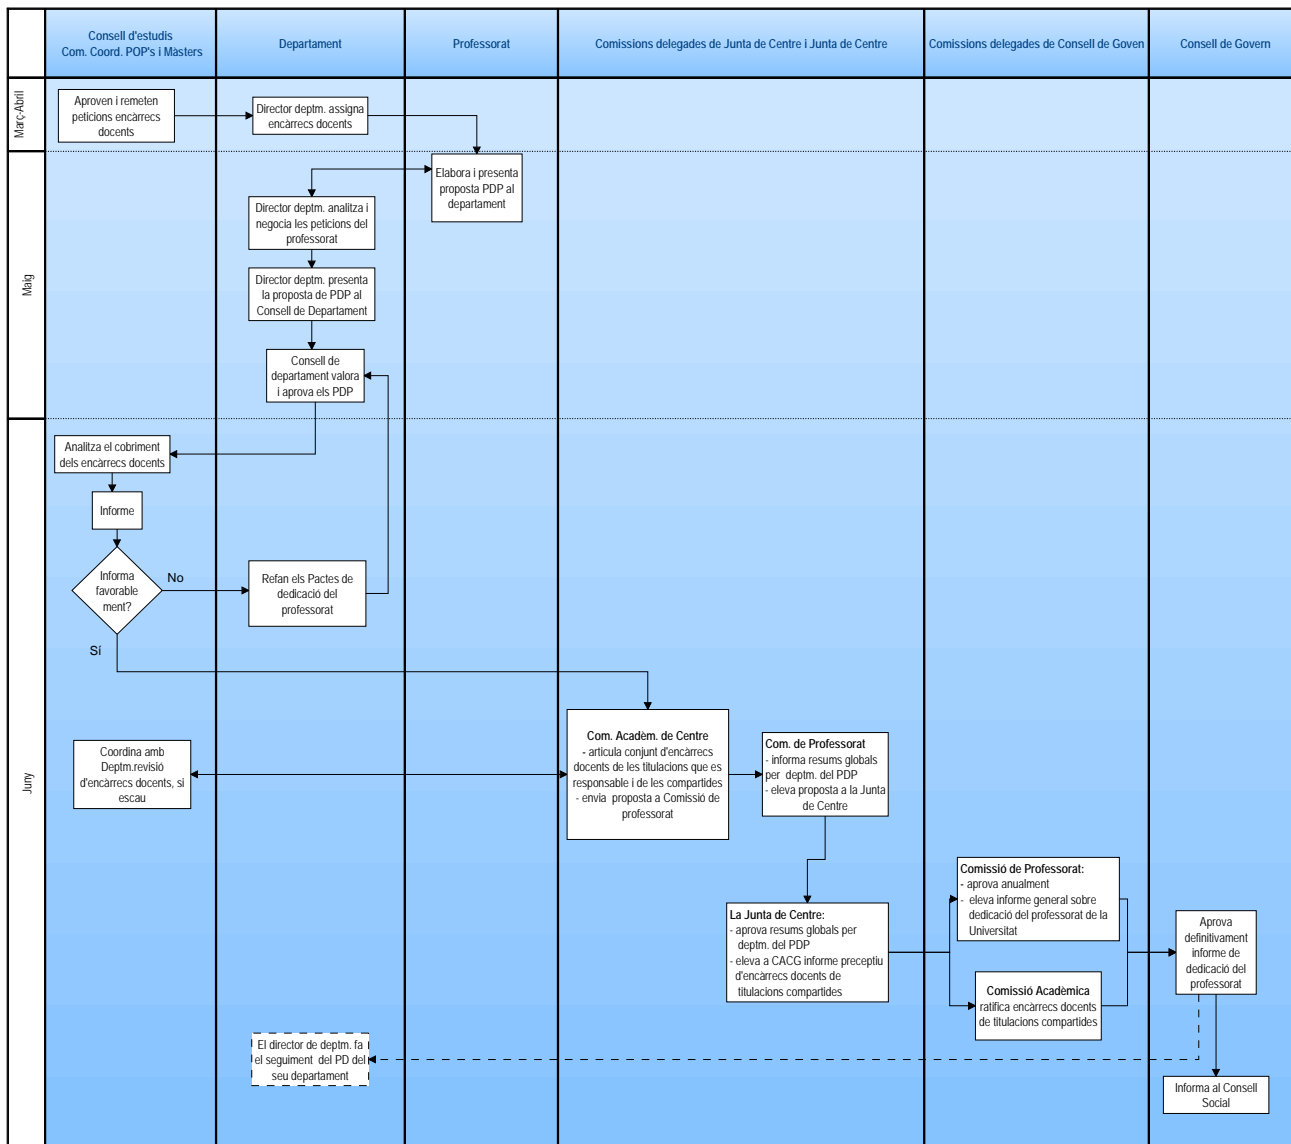 Consell d'estudis
Com. Coord. POP's i Màsters
Departament
Professorat
Comissions delegades de Junta de Centre i Junta de Centre
Comissions delegades de Consell de Goven
Consell de Govern
Març-Abril
Aproven i remeten
peticions encàrrecs
docents
Director deptm. assigna
encàrrecs docents
Maig
Elabora i presenta
proposta PDP al
departament
Director deptm. analitza i
negocia les peticions del
professorat
Director deptm. presenta
la proposta de PDP al
Consell de Departament
Consell de
departament valora
i aprova els PDP
Juny
Analitza el cobriment
dels encàrrecs docents
Informe
Informa
favorable
ment?
No
Sí
Refan els Pactes de
dedicació del
professorat
Coordina amb
Deptm.revisió
d'encàrrecs docents, si
escau
Com. Acadèm. de Centre
- articula conjunt d'encàrrecs
docents de les titulacions que es
responsable i de les compartides
- envia proposta a Comissió de
professorat
Com. de Professorat
- informa resums globals
per deptm. del PDP
- eleva proposta a la Junta
de Centre
La Junta de Centre:
- aprova resums globals per
deptm. del PDP
- eleva a CACG informe preceptiu
d'encàrrecs docents de
titulacions compartides
Comissió de Professorat:
- aprova anualment
- eleva informe general sobre
dedicació del professorat de la
Universitat
Comissió Acadèmica
ratifica encàrrecs docents
de titulacions compartides
Aprova
definitivament
informe de
dedicació del
professorat
El director de deptm. fa
el seguiment del PD del
seu departament
Informa al Consell
Social